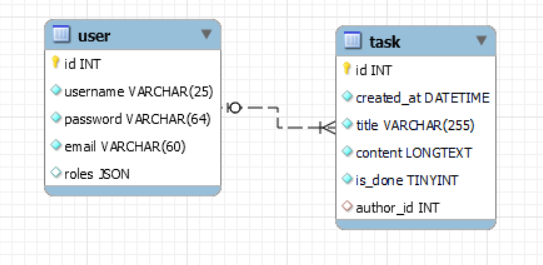 user
id INT
username VARCHAR(25)
password VARCHAR(64)
email VARCHAR(60)
roles JSON
task
id INT
created_at DATETIME
title VARCHAR(255)
content LONGTEXT
is_done TINYINT
author_id INT